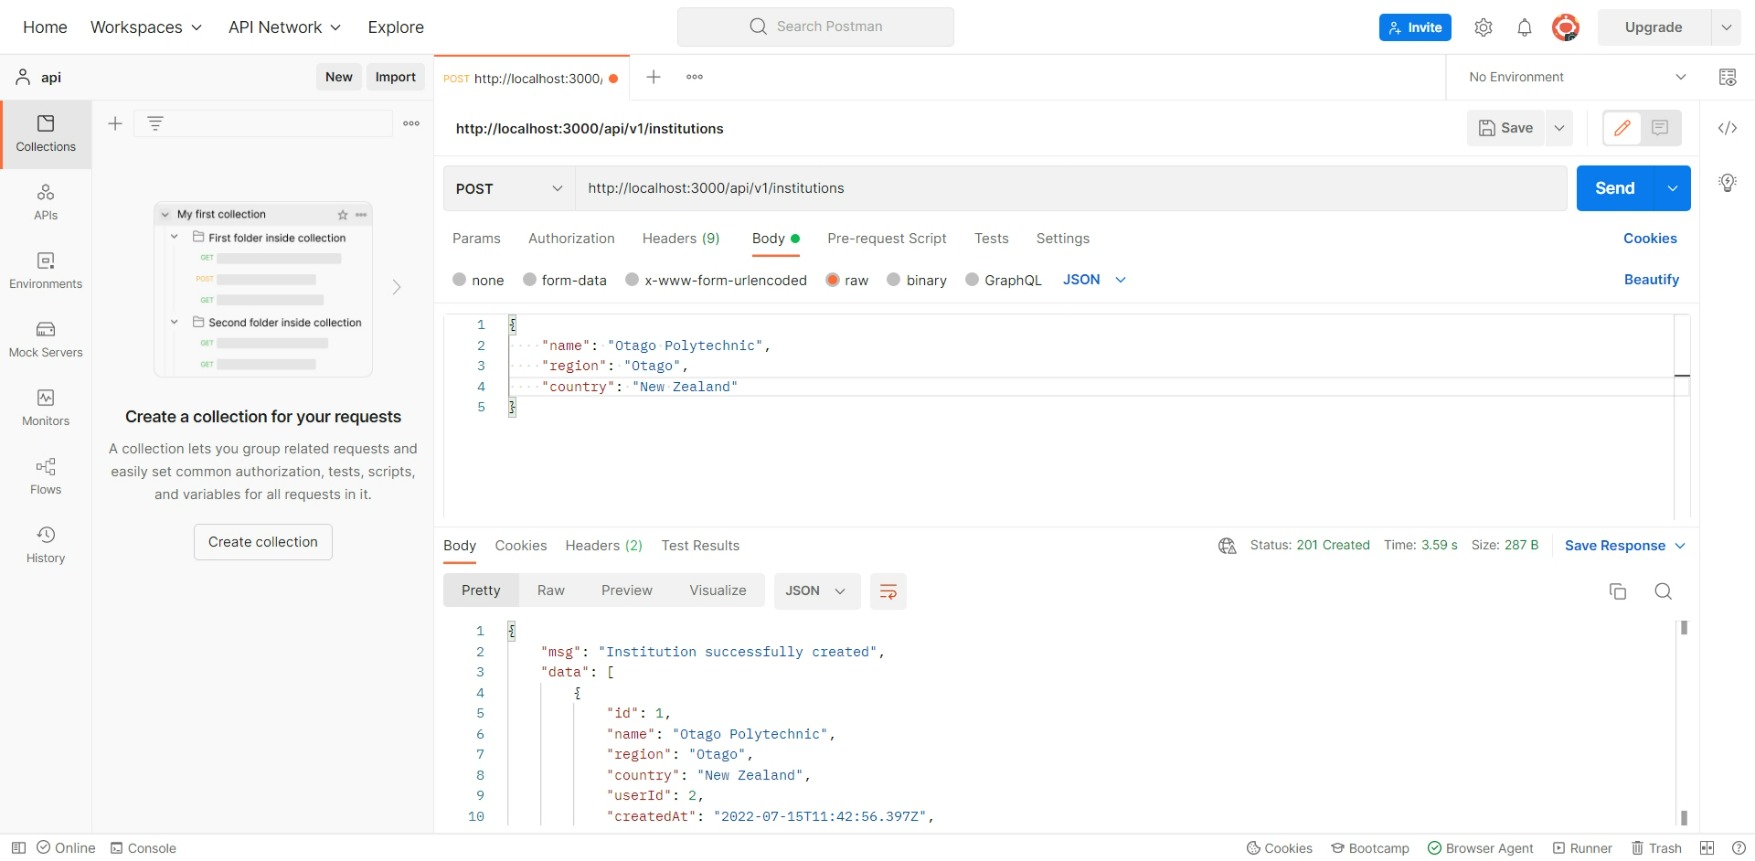 Home Workspaces API Network Explore Search Postman Invite Upgrade
api New Import POST http://localhost:3000/ No Environment
Collections
APIs
Environments
Mock Servers
Monitors
Flows
History
My first collection
First folder inside collection
GET
POST
GET
Second folder inside collection
GET
GET
Create a collection for your requests
A collection lets you group related requests and
easily set common authorization, tests, scripts,
and variables for all requests in it.
Create collection
http://localhost:3000/api/v1/institutions Save
POST http://localhost:3000/api/v1/institutions Send
Params Authorization Headers (9) Body Pre-request Script Tests Settings Cookies
none form-data x-www-form-urlencoded raw binary GraphQL JSON Beautify
1 {
2 "name": "Otago Polytechnic",
3 "region": "Otago",
4 "country": "New Zealand"
5 }
Body Cookies Headers (2) Test Results Status: 201 Created Time: 3.59 s Size: 287 B Save Response
Pretty Raw Preview Visualize JSON
1 {
2 "msg": "Institution successfully created",
3 "data": [
4 {
5 "id": 1,
6 "name": "Otago Polytechnic",
7 "region": "Otago",
8 "country": "New Zealand",
9 "userId": 2,
10 "createdAt": "2022-07-15T11:42:56.397Z",
Online Console Cookies Bootcamp Browser Agent Runner Trash